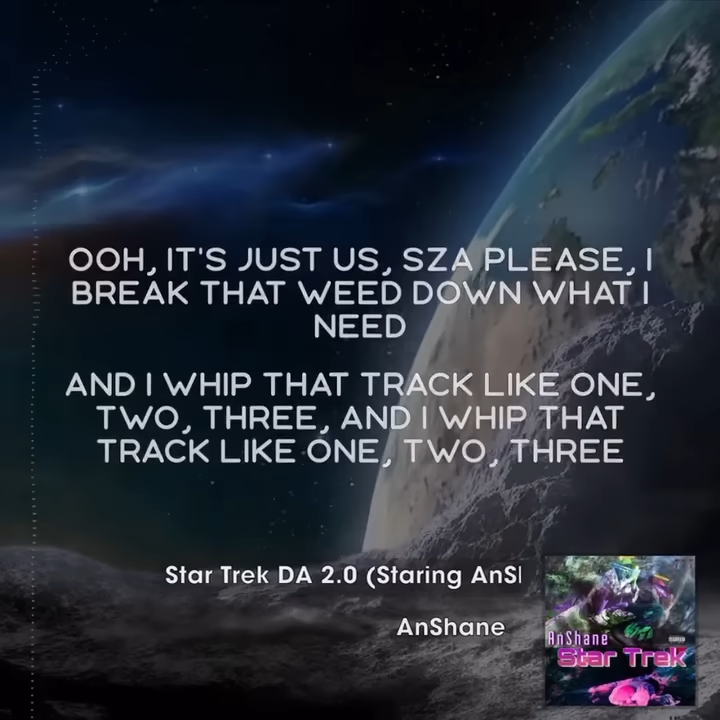 OOH, IT'S JUST US, SZA PLEASE, I
BREAK THAT WEED DOWN WHAT I
NEED
AND I WHIP THAT TRACK LIKE ONE,
TWO, THREE, AND I WHIP THAT
TRACK LIKE ONE, TWO, THREE
Star Trek DA 2.0 (Staring AnSl
AnShane
AnShane
Star Trek